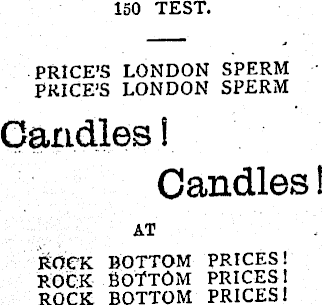 150 TEST.
PRICE'S LONDON SPERM
PRICE'S LONDON SPERM
Candles!
Candles!
AT
ROCK BOTTOM PRICES!
ROCK BOTTOM PRICES!
ROCK BOTTOM PRICES!